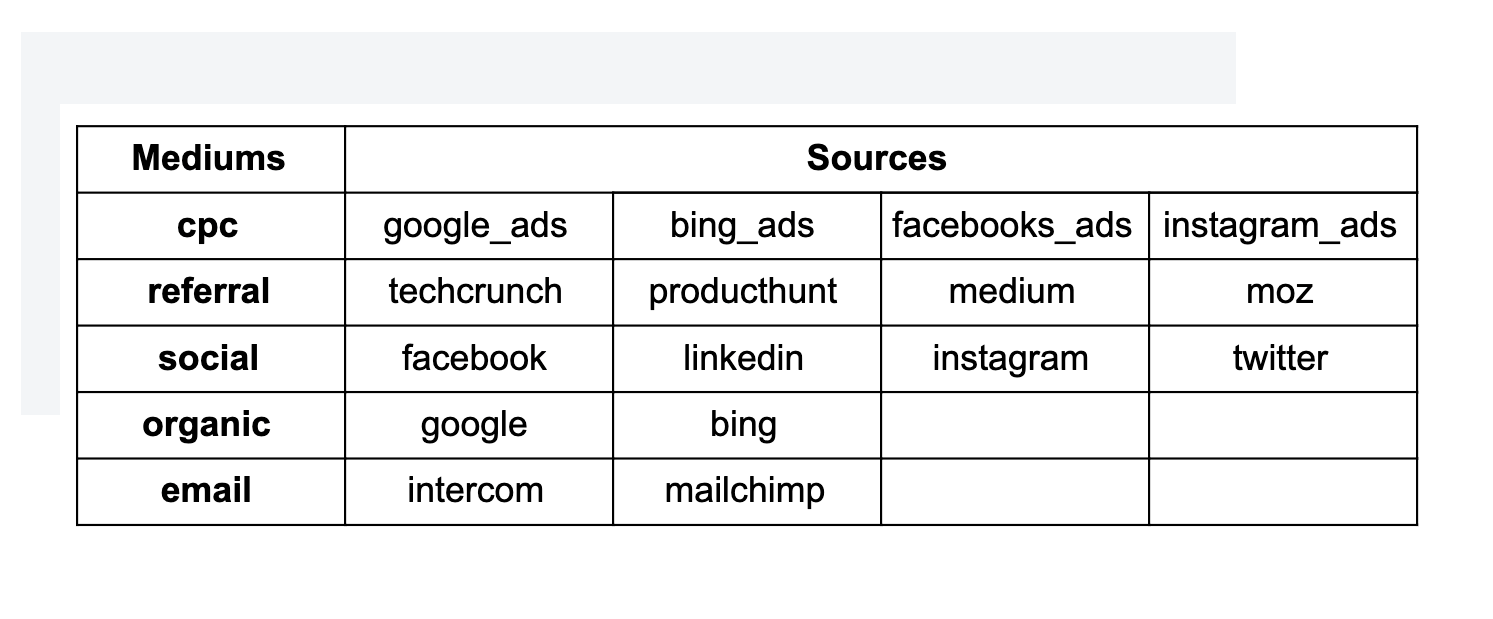 Mediums Sources
cpc google_ads bing_ads facebooks_ads instagram_ads
referral techcrunch producthunt medium moz
social facebook linkedin instagram twitter
organic google bing
email intercom mailchimp